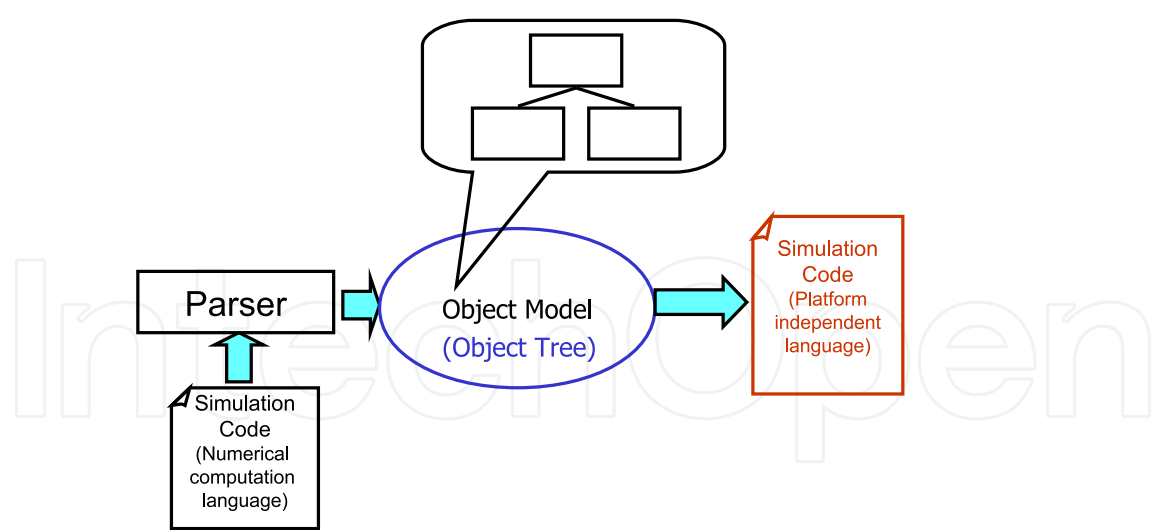 Parser
Object Model
(Object Tree)
Simulation
Code
(Platform
independent
language)
Simulation
Code
(Numerical
computation
language)
IntechOpen